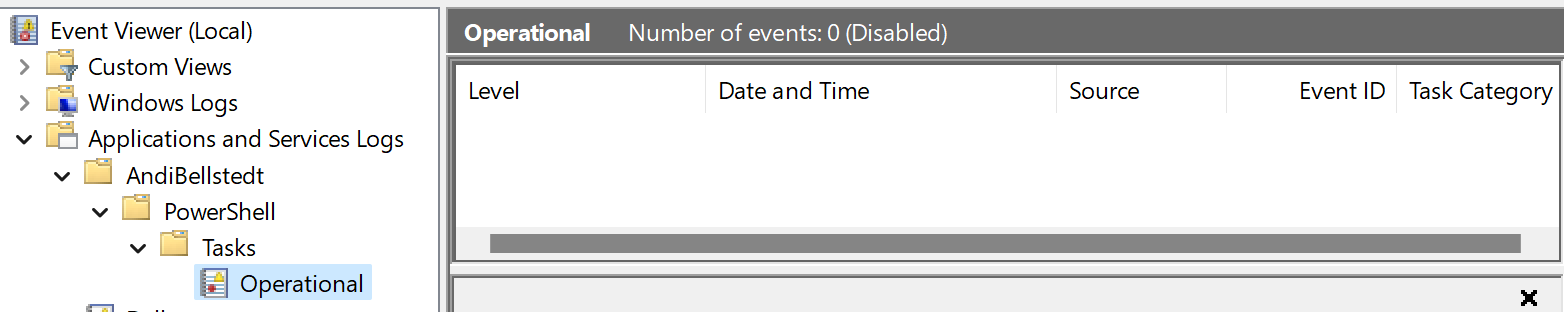 Event Viewer (Local)
Custom Views
Windows Logs
Applications and Services Logs
AndiBellstedt
PowerShell
Tasks
Operational
Operational Number of events: 0 (Disabled)
Level Date and Time Source Event ID Task Category